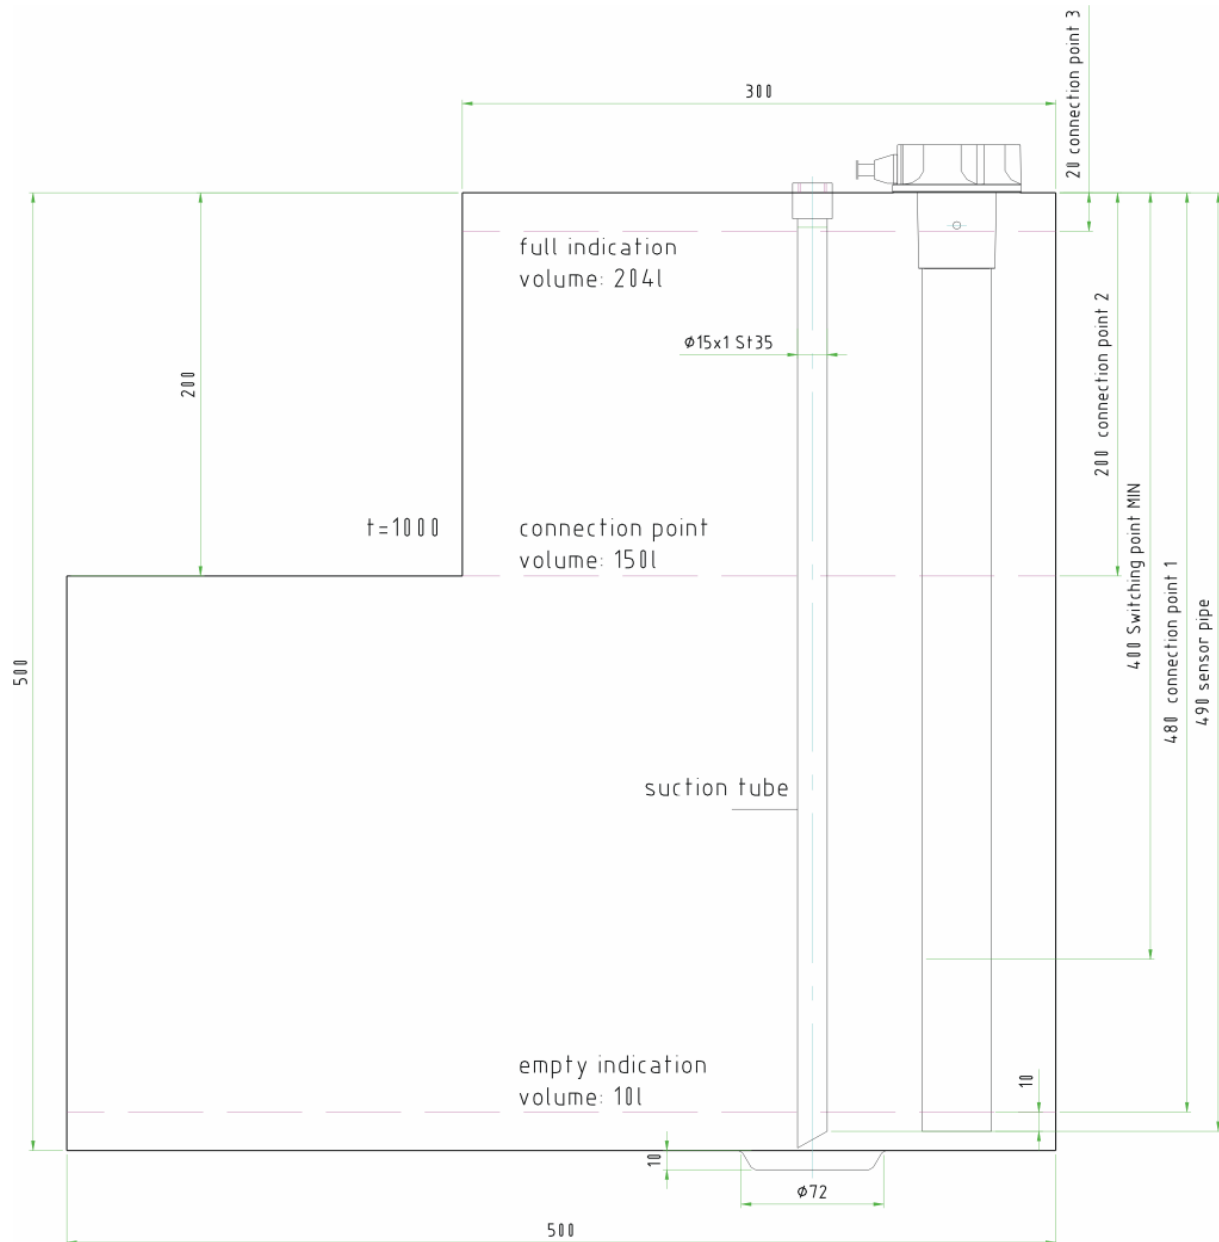 300
20 connection point 3
full indication
volume: 204l
Ø15x1 St35
200
200 connection point 2
t=1000
connection point
volume: 150l
400 Switching point MIN
480 connection point 1
490 sensor pipe
500
suction tube
empty indication
volume: 10l
10
10
Ø72
500